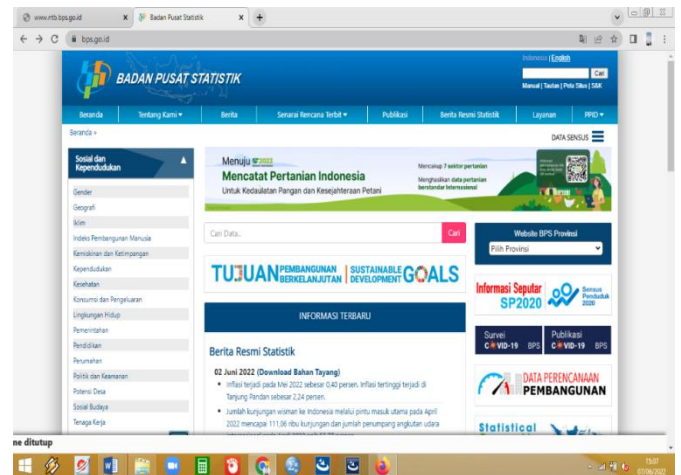 www.ntb.bps.go.id
Badan Pusat Statistik
bps.go.id
Indonesia | English
BADAN PUSAT STATISTIK
Cari
Manual | Tautan | Peta Situs | S&K
Beranda Tentang Kami Berita Senarai Rencana Terbit Publikasi Berita Resmi Statistik Layanan PPID
Beranda »
DATA SENSUS
Sosial dan
Kependudukan
Gender
Geografi
Iklim
Indeks Pembangunan Manusia
Kemiskinan dan Ketimpangan
Kependudukan
Kesehatan
Konsumsi dan Pengeluaran
Lingkungan Hidup
Pemerintahan
Pendidikan
Perumahan
Politik dan Keamanan
Potensi Desa
Sosial Budaya
Tenaga Kerja
Menuju ST2023
Mencatat Pertanian Indonesia
Untuk Kedaulatan Pangan dan Kesejahteraan Petani
Mencakup 7 sektor pertanian
Menghasilkan data pertanian
berstandar internasional
Cari Data..
Cari
TUJUAN PEMBANGUNAN BERKELANJUTAN | SUSTAINABLE DEVELOPMENT GOALS
INFORMASI TERBARU
Berita Resmi Statistik
02 Juni 2022 (Download Bahan Tayang)
Inflasi terjadi pada Mei 2022 sebesar 0,40 persen. Inflasi tertinggi terjadi di
Tanjung Pandan sebesar 2,24 persen.
Jumlah kunjungan wisman ke Indonesia melalui pintu masuk utama pada April
2022 mencapai 111,06 ribu kunjungan dan jumlah penumpang angkutan udara
Website BPS Provinsi
Pilih Provinsi
Informasi Seputar
SP2020
Sensus
Penduduk
2020
Survei
COVID-19 BPS
Publikasi
COVID-19 BPS
DATA PERENCANAAN
PEMBANGUNAN
Statistical
me ditutup
15:07
07/06/2022